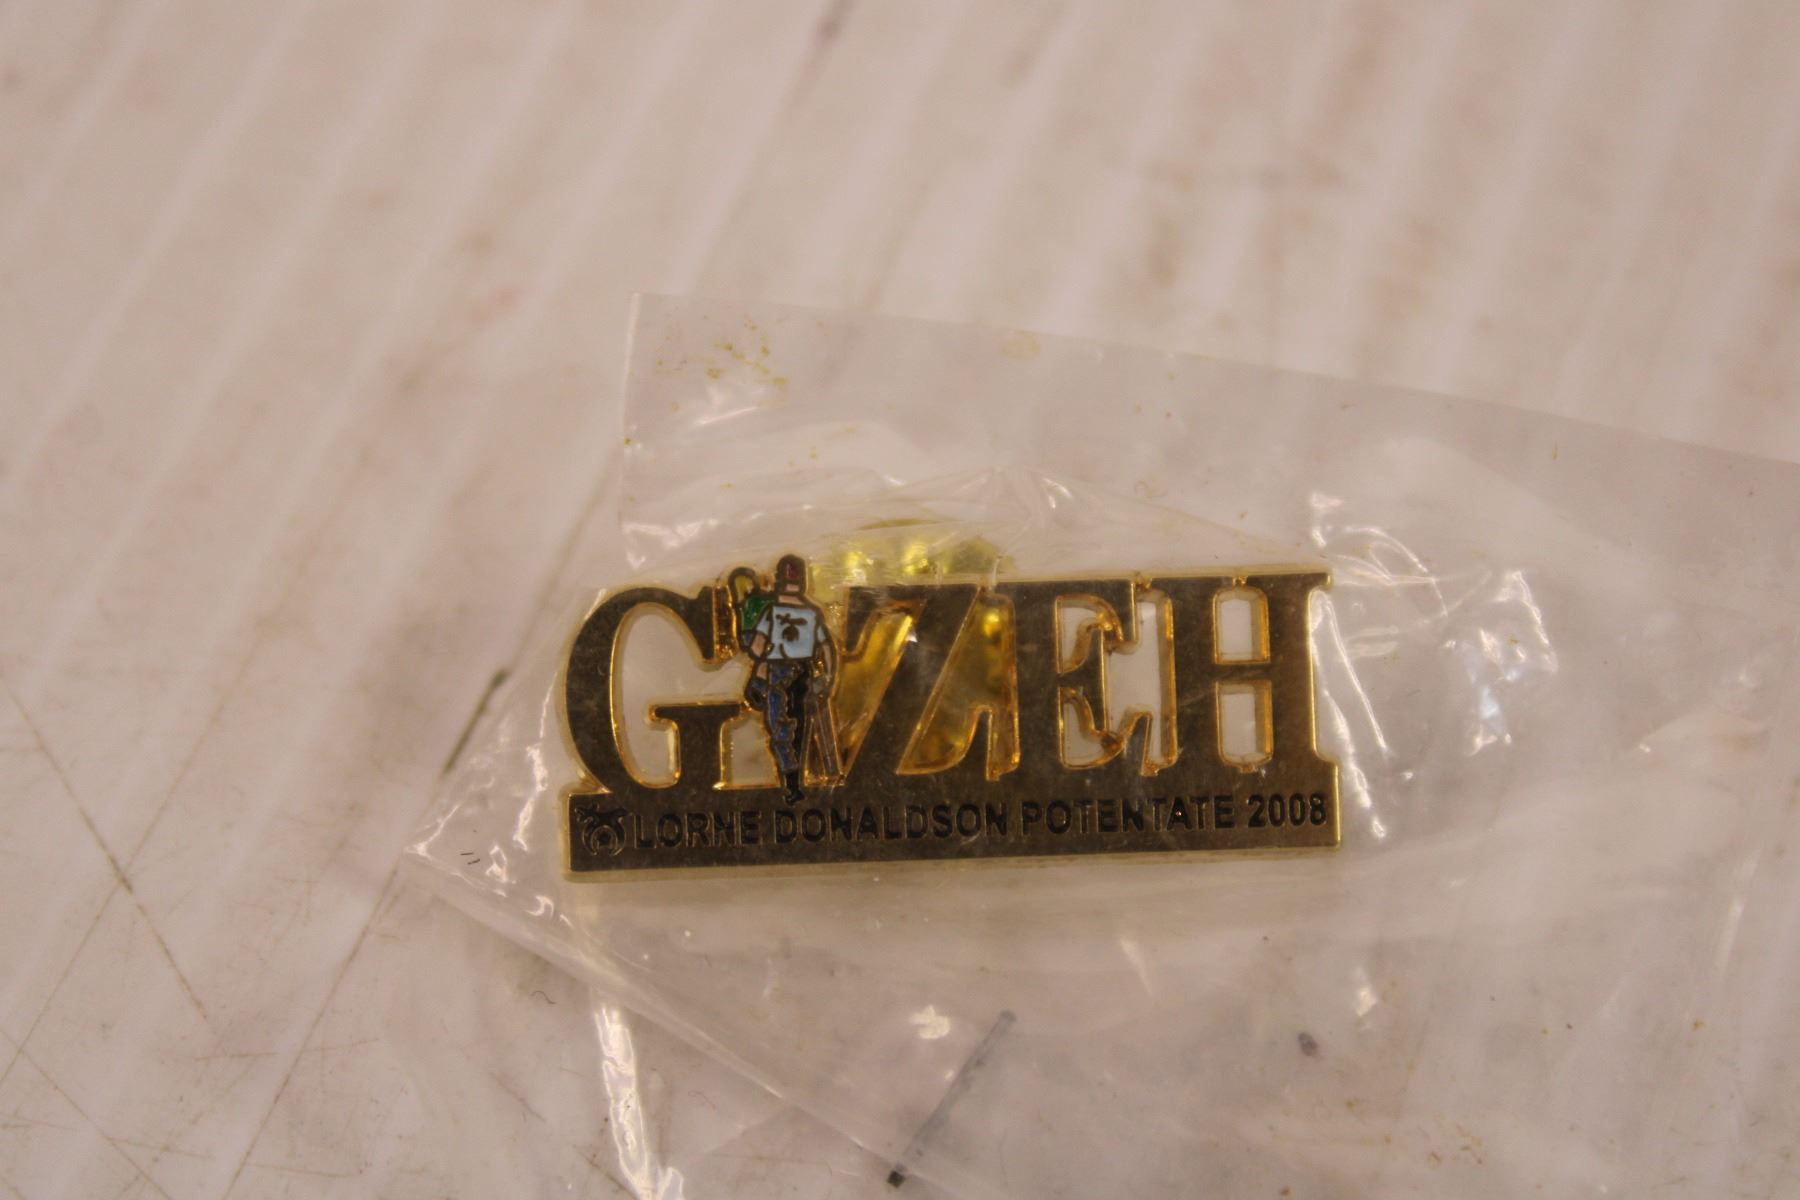 GIZEH
LORNE DONALDSON POTENTATE 2008